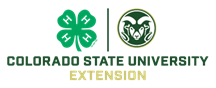 H H
H H
COLORADO STATE UNIVERSITY
EXTENSION